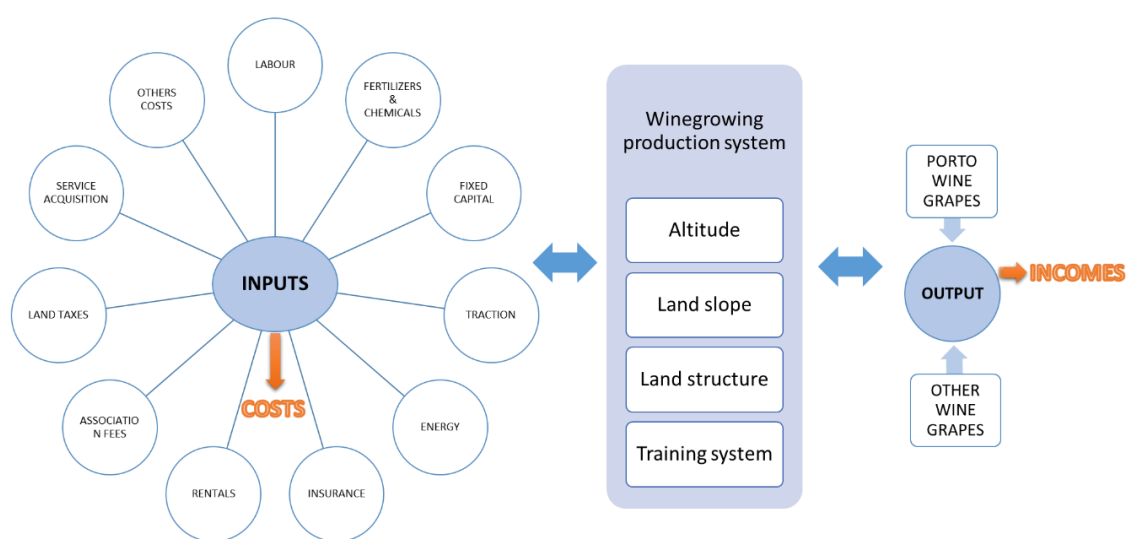 LABOUR
FERTILIZERS
&
CHEMICALS
FIXED
CAPITAL
TRACTION
ENERGY
INSURANCE
RENTALS
ASSOCIATIO
N FEES
LAND TAXES
SERVICE
ACQUISITION
OTHERS
COSTS
INPUTS
COSTS
Winegrowing
production system
Altitude
Land slope
Land structure
Training system
PORTO
WINE
GRAPES
OUTPUT
INCOMES
OTHER
WINE
GRAPES